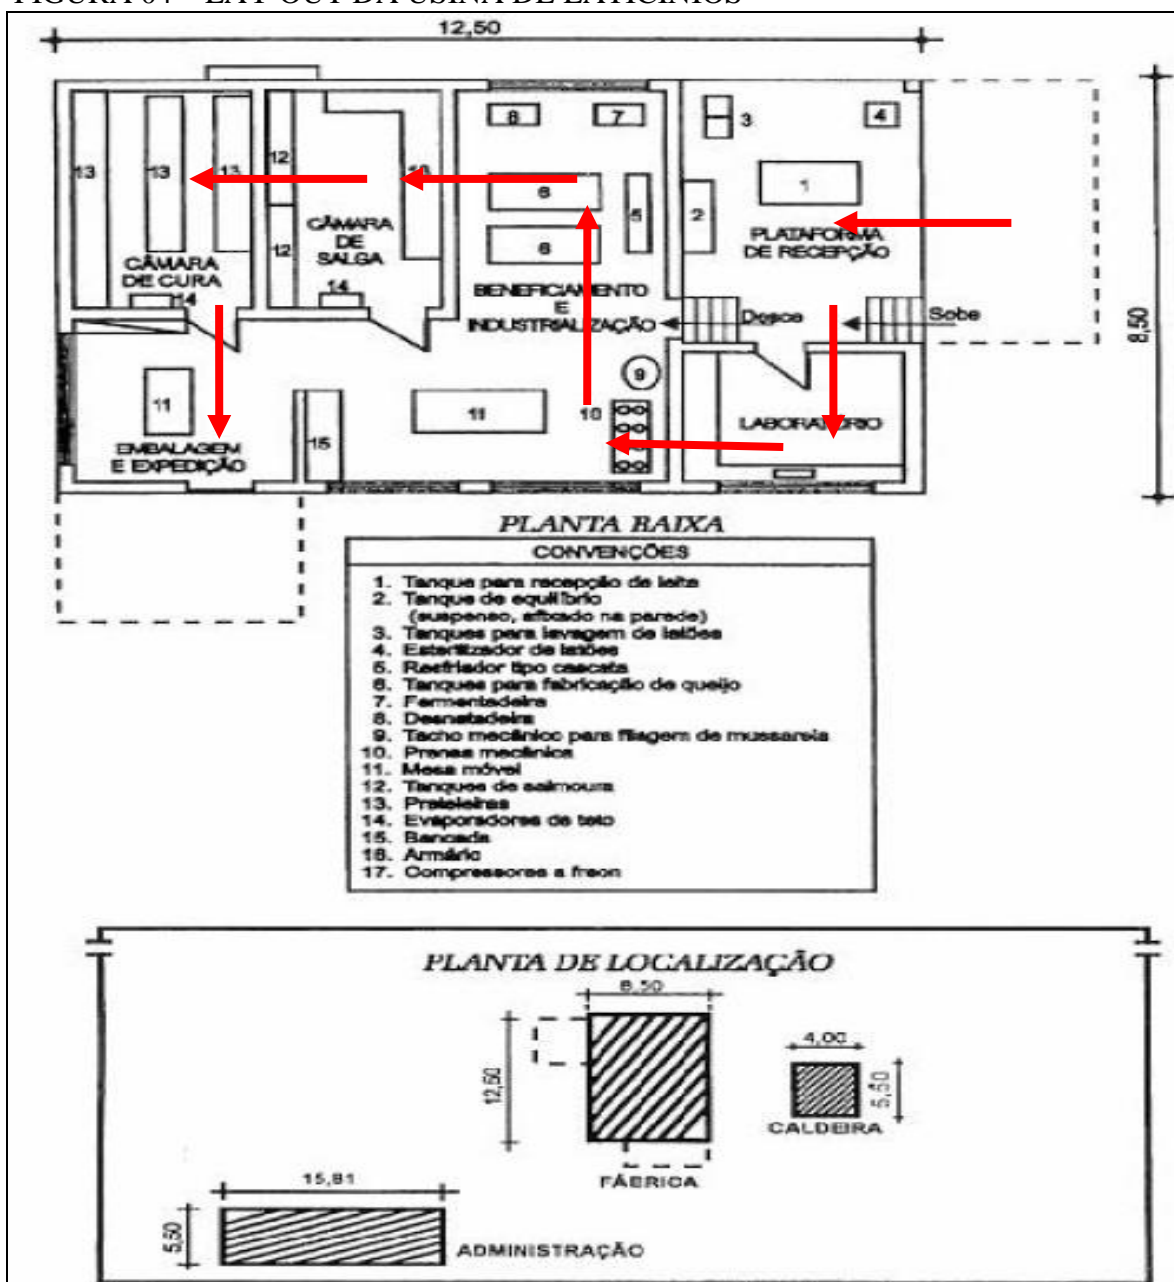 FIGURA 04 – LAY-OUT DA USINA DE LATICÍNIOS
12,50
8,50
13
13
13
12
12
14
14
CÂMARA
DE CURA
CÂMARA
DE
SALGA
8
7
6
6
5
BENEFICIAMENTO
E
INDUSTRIALIZAÇÃO
3
4
1
2
PLATAFORMA
DE RECEPÇÃO
Desce
Sobe
9
10
11
11
15
EMBALAGEM
E EXPEDIÇÃO
LABORATÓRIO
PLANTA BAIXA
CONVENÇÕES
1. Tanque para recepção de leite
2. Tanque de equilíbrio
(suspenso, afixado na parede)
3. Tanques para lavagem de latões
4. Esterilizador de latões
5. Resfriador tipo cascata
6. Tanques para fabricação de queijo
7. Fermentadeira
8. Desnatadeira
9. Tacho mecânico para filagem de mussarela
10. Prensa mecânica
11. Mesa móvel
12. Tanques de salmoura
13. Prateleiras
14. Evaporadores de teto
15. Bancada
16. Armário
17. Compressores a freon
PLANTA DE LOCALIZAÇÃO
8,50
12,50
4,00
5,50
CALDEIRA
FÁBRICA
15,81
5,50
ADMINISTRAÇÃO